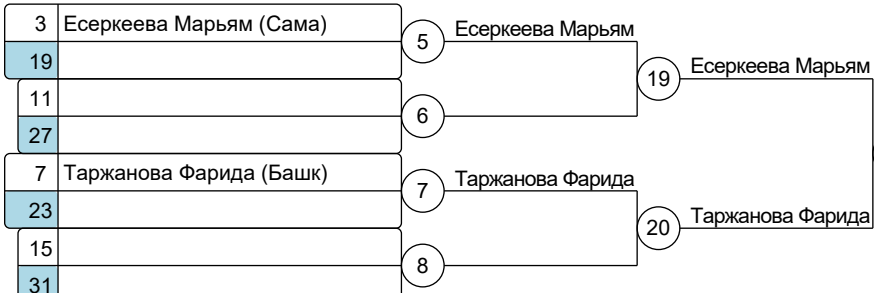 3 Есеркеева Марьям (Сама)
5 Есеркеева Марьям
19
19 Есеркеева Марьям
11
6
27
7 Таржанова Фарида (Башк)
7 Таржанова Фарида
23
20 Таржанова Фарида
15
8
31